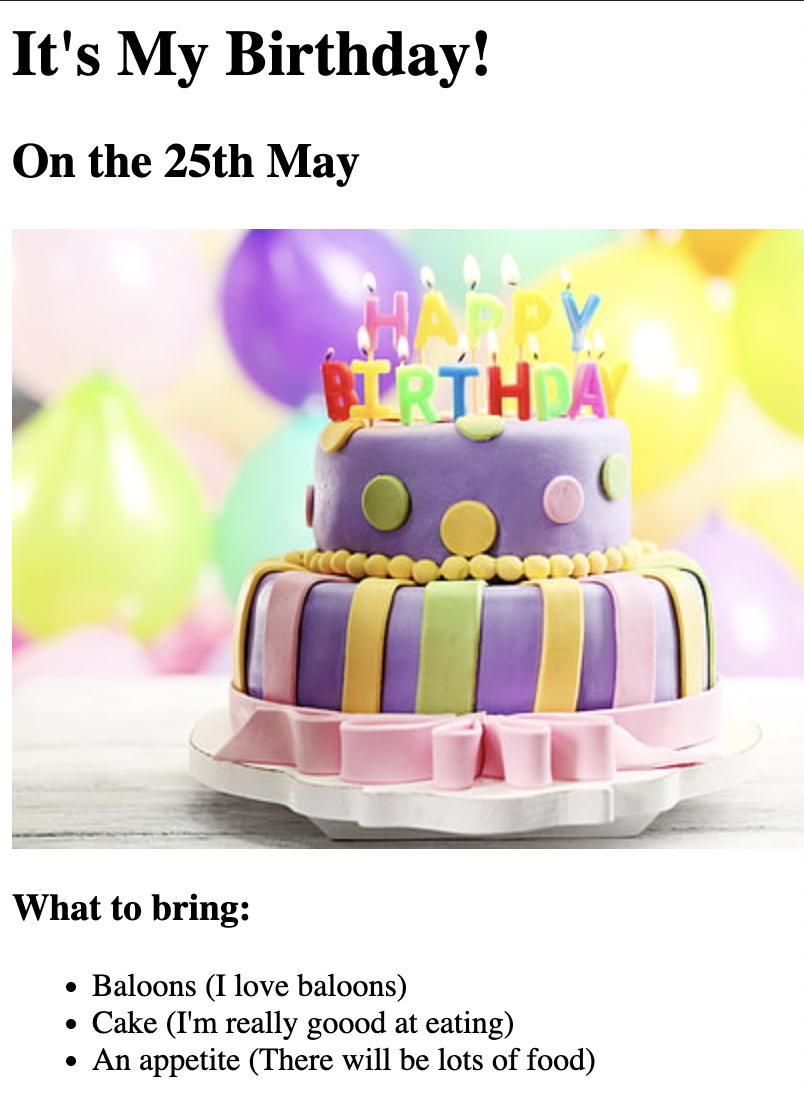 It's My Birthday!
On the 25th May
HAPPY
BIRTHDAY
What to bring:
Baloons (I love baloons)
Cake (I'm really goood at eating)
An appetite (There will be lots of food)